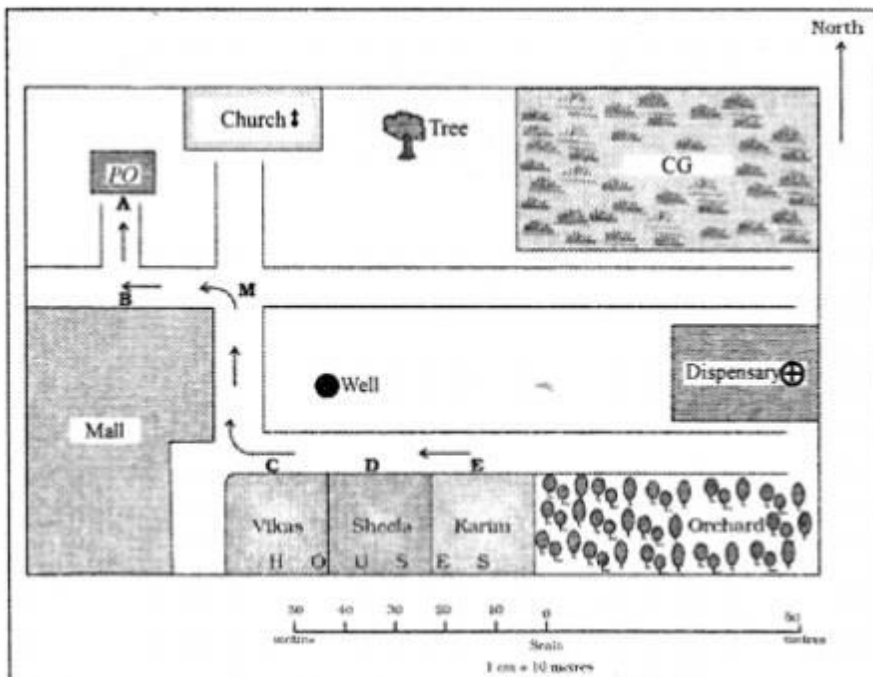 North
Church
Tree
PO
CG
A
B
M
Well
Dispensary
Mall
C D E
Vikas Sheela Karim Orchard
H O U S E S
40 30 20 10 0
metres
Scale
1 cm = 10 metres